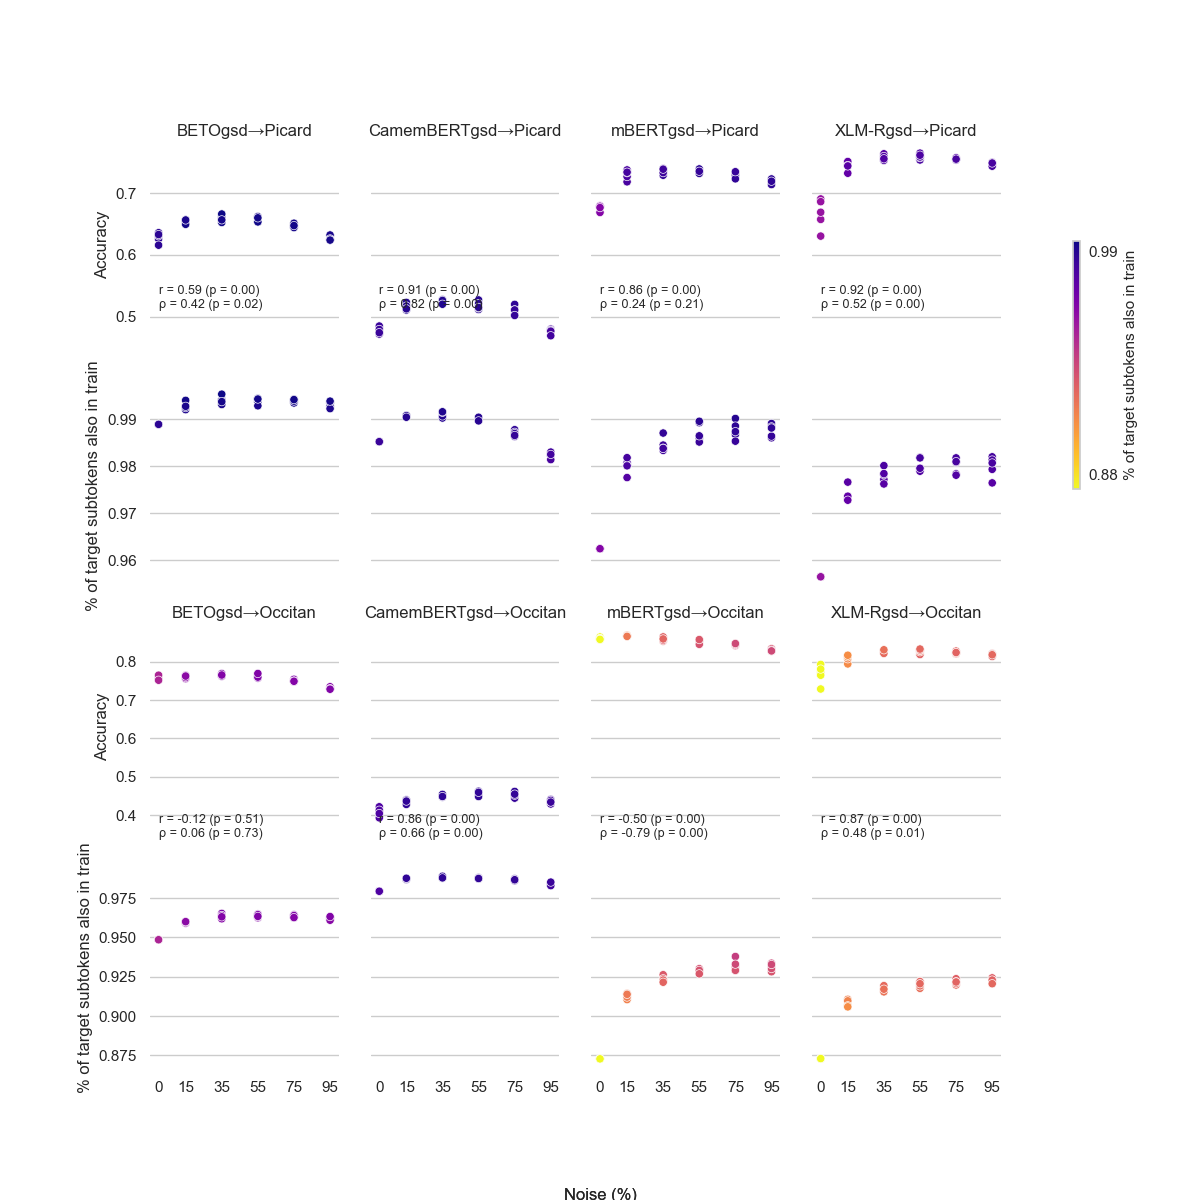 BETOgsd→Picard CamemBERTgsd→Picard mBERTgsd→Picard XLM-Rgsd→Picard
Accuracy
0.7
0.6
0.5
r = 0.59 (p = 0.00)
ρ = 0.42 (p = 0.02)
r = 0.91 (p = 0.00)
ρ = 0.82 (p = 0.00)
r = 0.86 (p = 0.00)
ρ = 0.24 (p = 0.21)
r = 0.92 (p = 0.00)
ρ = 0.52 (p = 0.00)
0.99
0.88
% of target subtokens also in train
% of target subtokens also in train
0.99
0.98
0.97
0.96
BETOgsd→Occitan CamemBERTgsd→Occitan mBERTgsd→Occitan XLM-Rgsd→Occitan
Accuracy
0.8
0.7
0.6
0.5
0.4
r = -0.12 (p = 0.51)
ρ = 0.06 (p = 0.73)
r = 0.86 (p = 0.00)
ρ = 0.66 (p = 0.00)
r = -0.50 (p = 0.00)
ρ = -0.79 (p = 0.00)
r = 0.87 (p = 0.00)
ρ = 0.48 (p = 0.01)
% of target subtokens also in train
0.975
0.950
0.925
0.900
0.875
0 15 35 55 75 95 0 15 35 55 75 95 0 15 35 55 75 95 0 15 35 55 75 95
Noise (%)